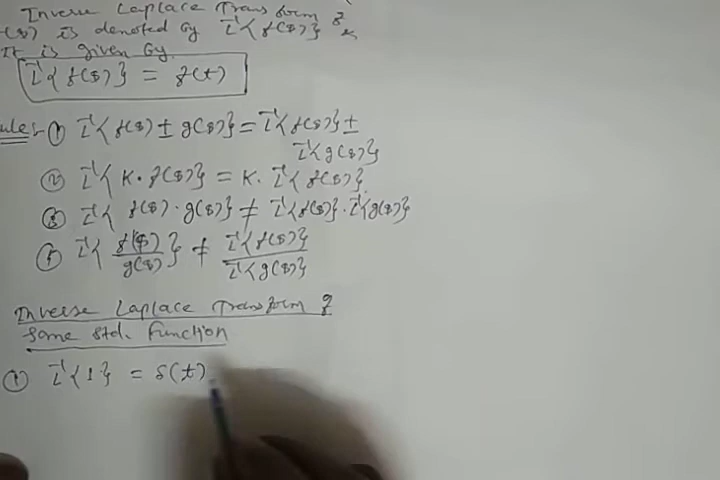 Inverse Laplace Transform of
f(s) is denoted by L⁻¹{f(s)} &
It is given by
L⁻¹{f(s)} = f(t)
Rules:- ① L⁻¹{f(s) ± g(s)} = L⁻¹{f(s)} ±
L⁻¹{g(s)}
② L⁻¹{K·f(s)} = K·L⁻¹{f(s)}
③ L⁻¹{f(s)·g(s)} ≠ L⁻¹{f(s)}·L⁻¹{g(s)}
④ L⁻¹{f(s)/g(s)} ≠ L⁻¹{f(s)}/L⁻¹{g(s)}
Inverse Laplace Transform of
some std. Function
① L⁻¹{1} = δ(t)